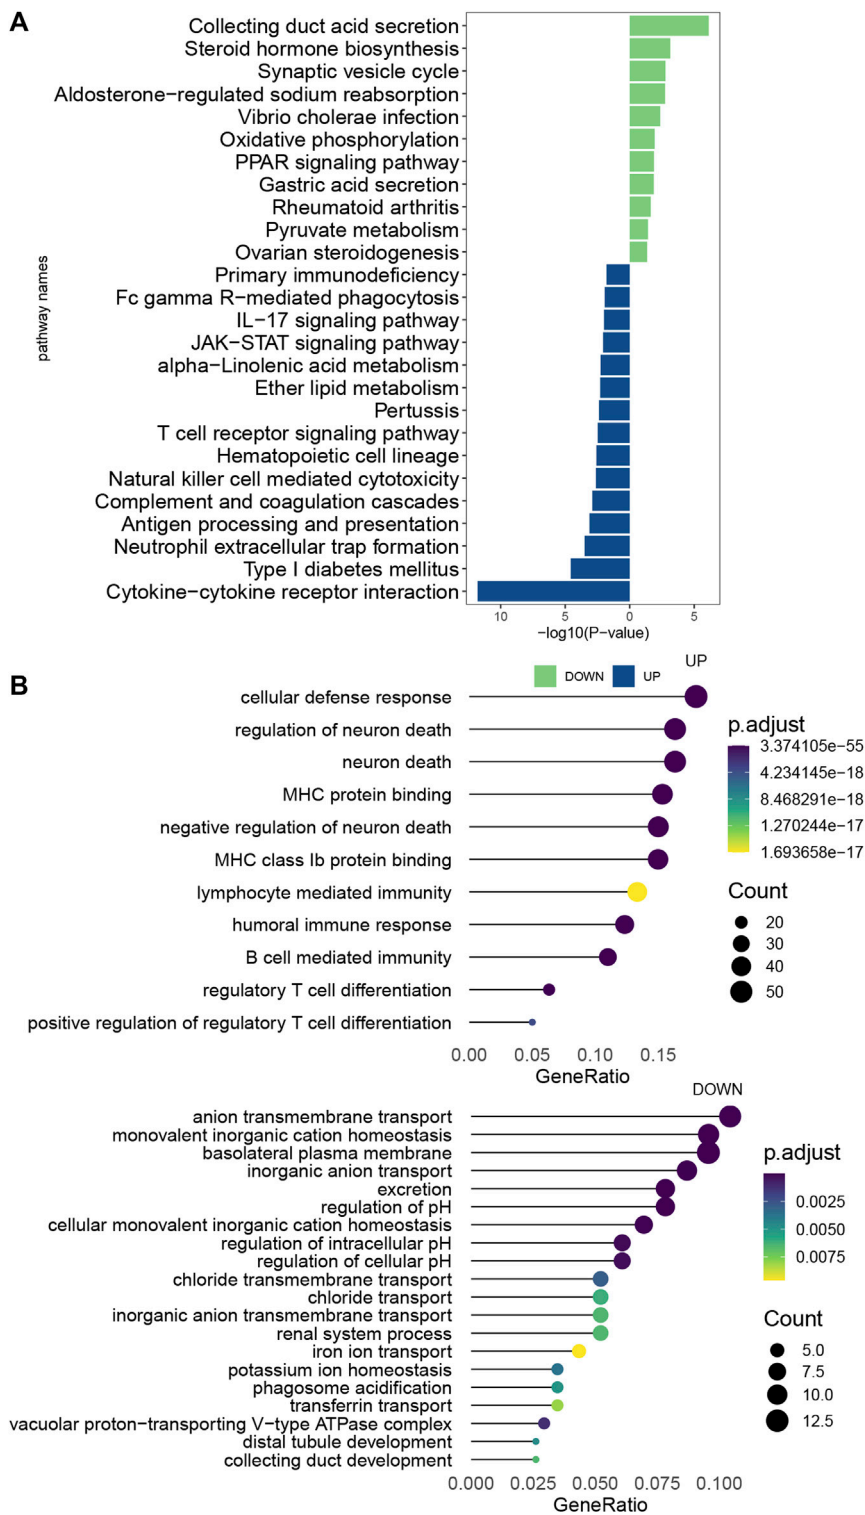 A
Collecting duct acid secretion
Steroid hormone biosynthesis
Synaptic vesicle cycle
Aldosterone−regulated sodium reabsorption
Vibrio cholerae infection
Oxidative phosphorylation
PPAR signaling pathway
Gastric acid secretion
Rheumatoid arthritis
Pyruvate metabolism
Ovarian steroidogenesis
Primary immunodeficiency
Fc gamma R−mediated phagocytosis
IL−17 signaling pathway
JAK−STAT signaling pathway
alpha−Linolenic acid metabolism
Ether lipid metabolism
Pertussis
T cell receptor signaling pathway
Hematopoietic cell lineage
Natural killer cell mediated cytotoxicity
Complement and coagulation cascades
Antigen processing and presentation
Neutrophil extracellular trap formation
Type I diabetes mellitus
Cytokine−cytokine receptor interaction
pathway names
10 5 0 5
−log10(P−value)
DOWN UP
B
UP
cellular defense response
regulation of neuron death
neuron death
MHC protein binding
negative regulation of neuron death
MHC class Ib protein binding
lymphocyte mediated immunity
humoral immune response
B cell mediated immunity
regulatory T cell differentiation
positive regulation of regulatory T cell differentiation
0.00 0.05 0.10 0.15
GeneRatio
p.adjust
3.374105e−55
4.234145e−18
8.468291e−18
1.270244e−17
1.693658e−17
Count
20
30
40
50
DOWN
anion transmembrane transport
monovalent inorganic cation homeostasis
basolateral plasma membrane
inorganic anion transport
excretion
regulation of pH
cellular monovalent inorganic cation homeostasis
regulation of intracellular pH
regulation of cellular pH
chloride transmembrane transport
chloride transport
inorganic anion transmembrane transport
renal system process
iron ion transport
potassium ion homeostasis
phagosome acidification
transferrin transport
vacuolar proton−transporting V−type ATPase complex
distal tubule development
collecting duct development
0.000 0.025 0.050 0.075 0.100
GeneRatio
p.adjust
0.0025
0.0050
0.0075
Count
5.0
7.5
10.0
12.5